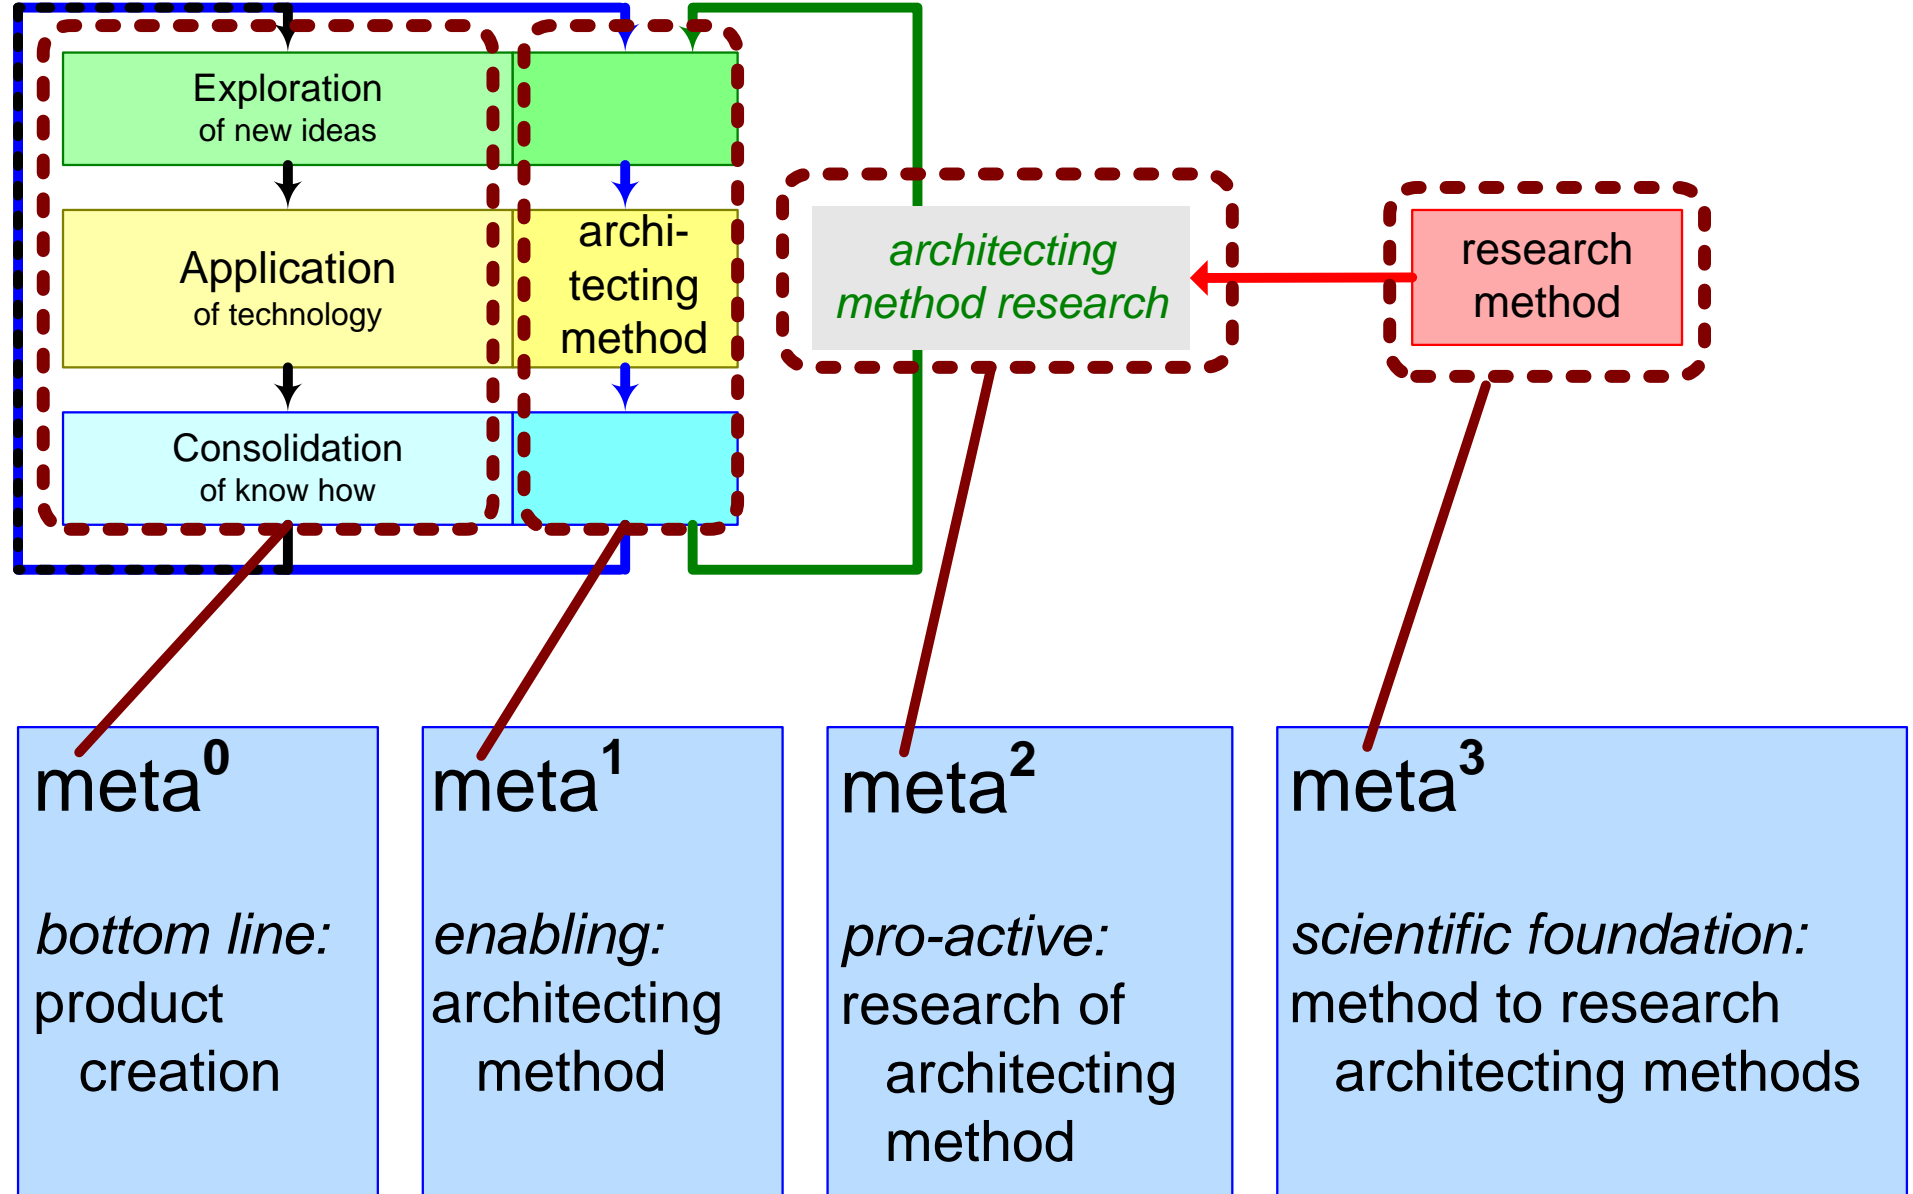 Exploration
of new ideas
Application
of technology
archi-
tecting
method
Consolidation
of know how
architecting
method research
research
method
meta0
bottom line:
product
creation
meta1
enabling:
architecting
method
meta2
pro-active:
research of
architecting
method
meta3
scientific foundation:
method to research
architecting methods